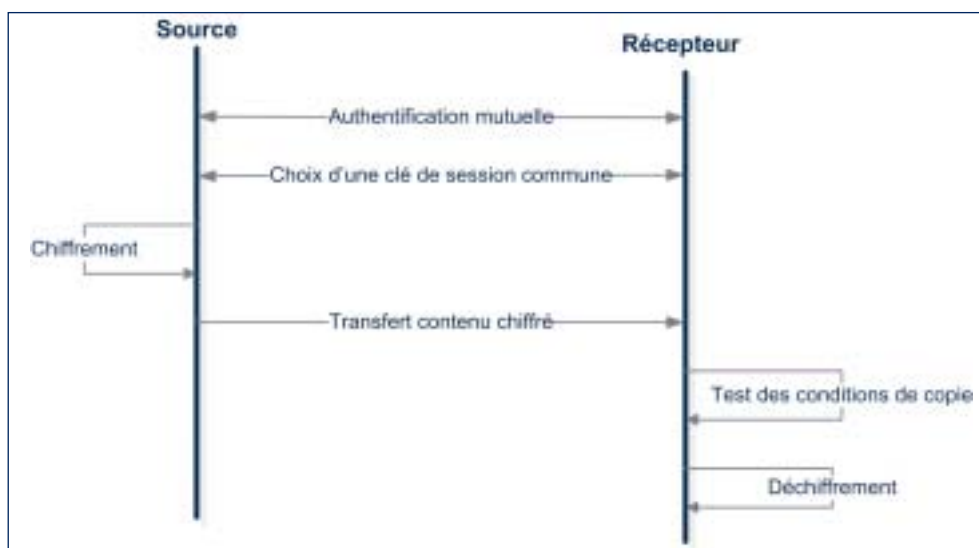 Source
Récepteur
Authentification mutuelle
Choix d'une clé de session commune
Chiffrement
Transfert contenu chiffré
Test des conditions de copie
Déchiffrement